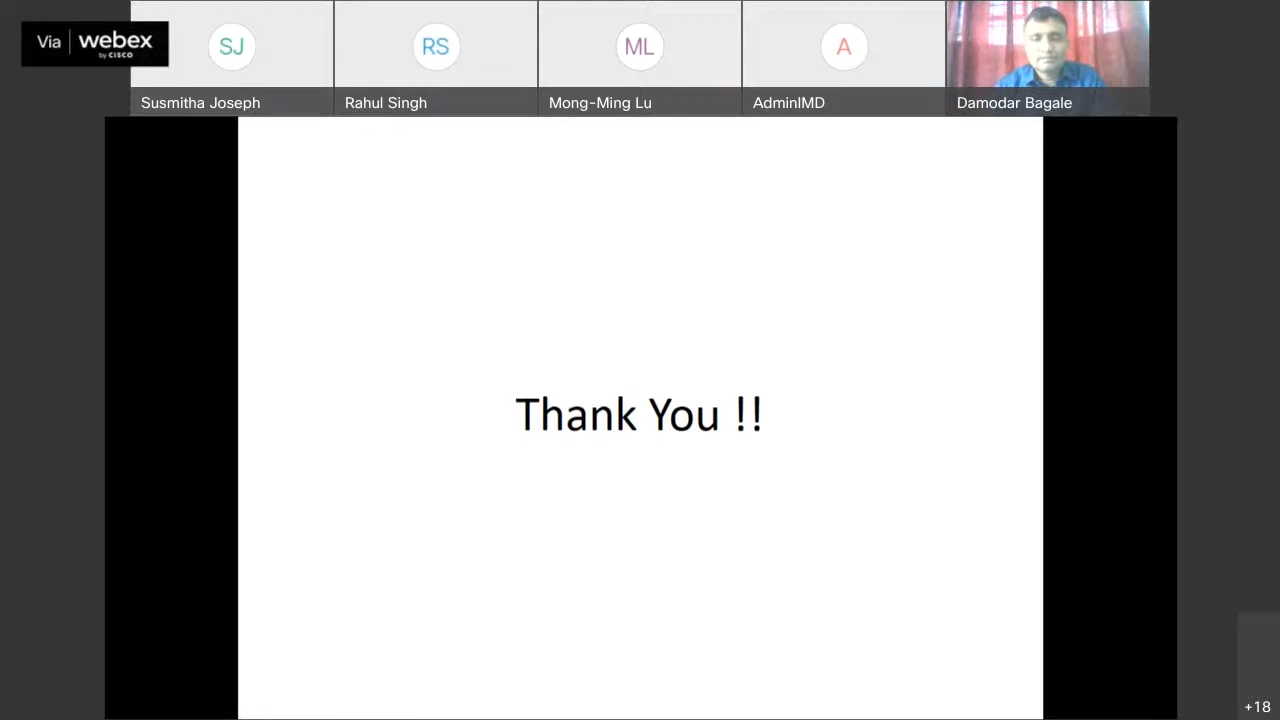 Via webex
by CISCO
SJ
RS
ML
A
Susmitha Joseph
Rahul Singh
Mong-Ming Lu
AdminIMD
Damodar Bagale
Thank You !!
+18